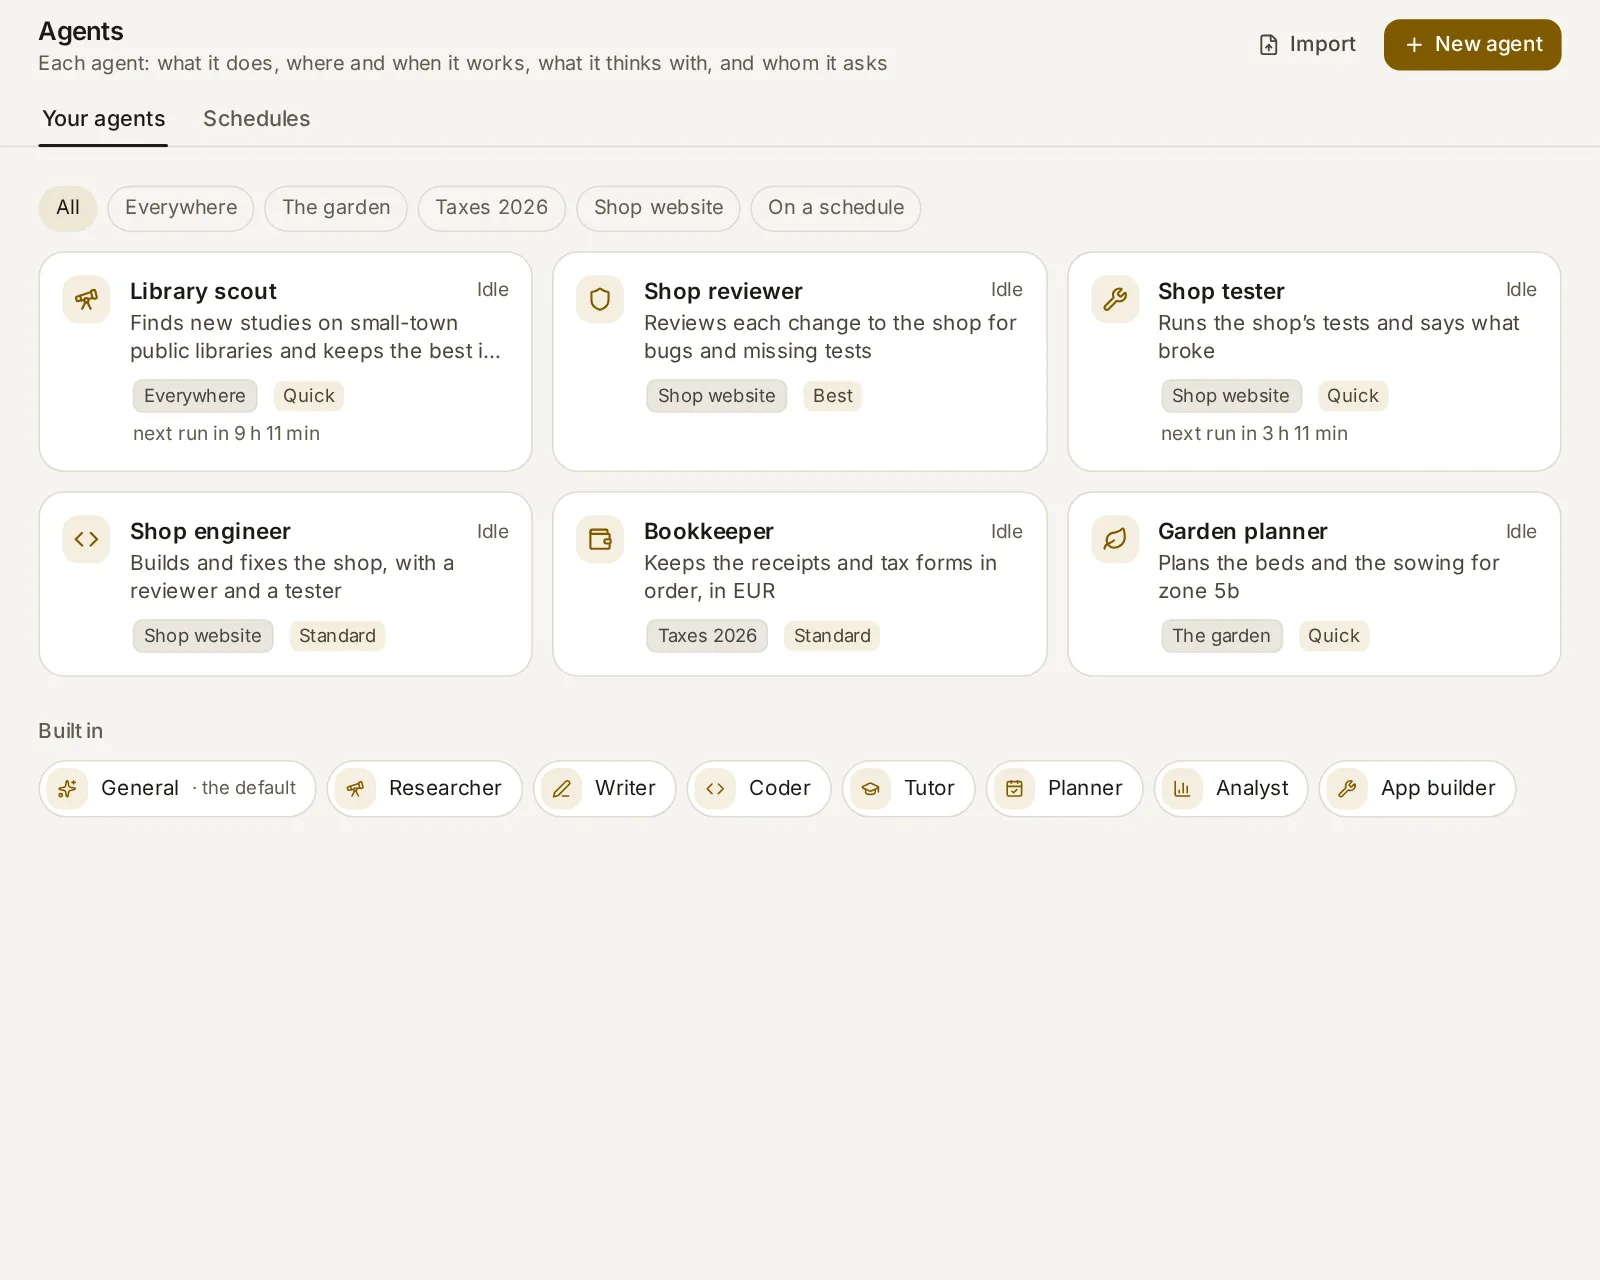 Agents
Each agent: what it does, where and when it works, what it thinks with, and whom it asks
Import
New agent
Your agents
Schedules
All
Everywhere
The garden
Taxes 2026
Shop website
On a schedule
Library scout
Idle
Finds new studies on small-town
public libraries and keeps the best i…
Everywhere
Quick
next run in 9 h 11 min
Shop reviewer
Idle
Reviews each change to the shop for
bugs and missing tests
Shop website
Best
Shop tester
Idle
Runs the shop’s tests and says what
broke
Shop website
Quick
next run in 3 h 11 min
Shop engineer
Idle
Builds and fixes the shop, with a
reviewer and a tester
Shop website
Standard
Bookkeeper
Idle
Keeps the receipts and tax forms in
order, in EUR
Taxes 2026
Standard
Garden planner
Idle
Plans the beds and the sowing for
zone 5b
The garden
Quick
Built in
General · the default
Researcher
Writer
Coder
Tutor
Planner
Analyst
App builder